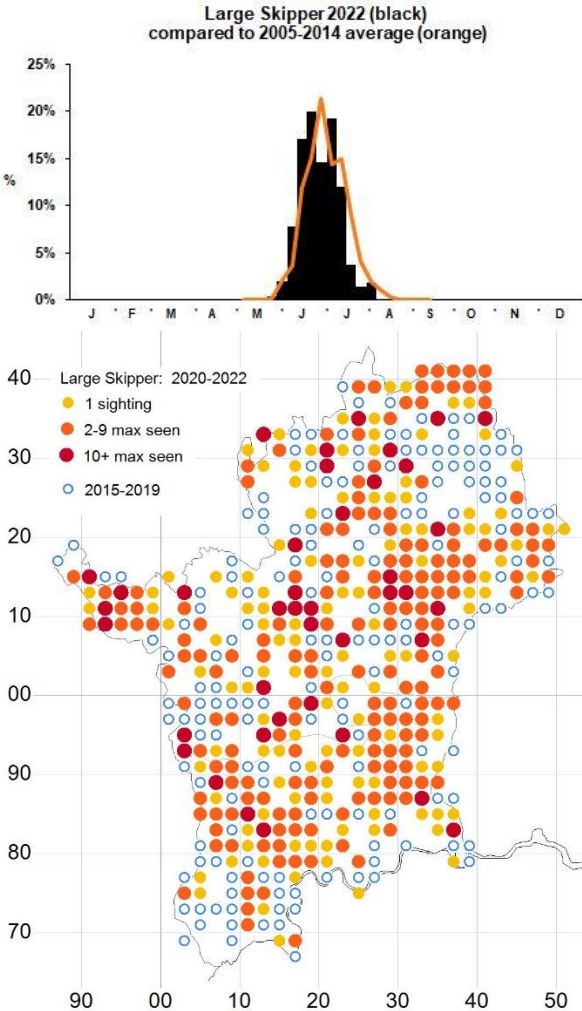 Large Skipper 2022 (black)
compared to 2005-2014 average (orange)
25%
20%
15%
%
10%
5%
0%
J F M A M J J A S O N D
Large Skipper: 2020-2022
1 sighting
2-9 max seen
10+ max seen
2015-2019
40
30
20
10
00
90
80
70
90 00 10 20 30 40 50